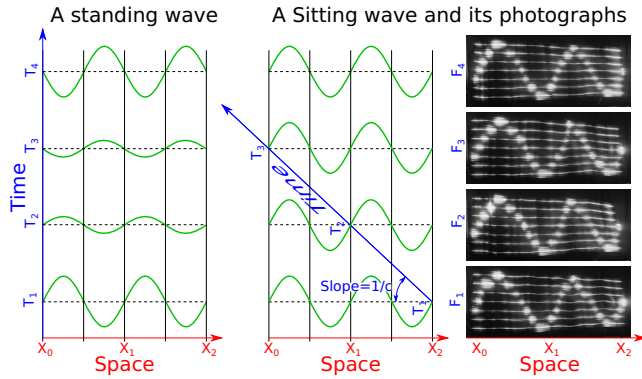 A standing wave
A Sitting wave and its photographs
Time
T4
T3
T2
T1
X0
X1
X2
Space
T3
Time
T2
Slope=1/c
T1
X0
X1
X2
Space
F4
F3
F2
F1
X0
X1
X2
Space